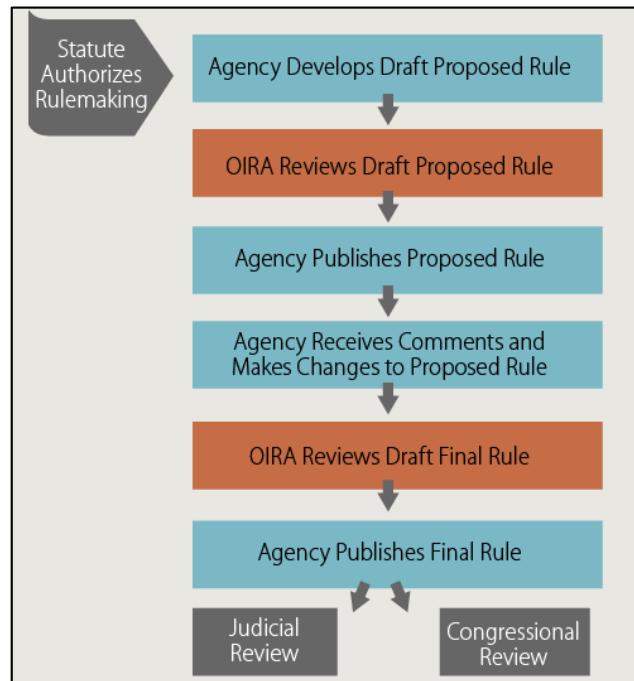 Statute
Authorizes
Rulemaking
Agency Develops Draft Proposed Rule
OIRA Reviews Draft Proposed Rule
Agency Publishes Proposed Rule
Agency Receives Comments and
Makes Changes to Proposed Rule
OIRA Reviews Draft Final Rule
Agency Publishes Final Rule
Judicial
Review
Congressional
Review